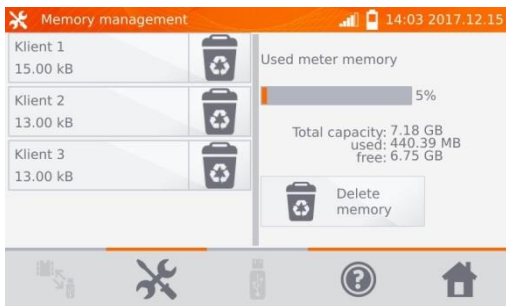 Memory management
14:03 2017.12.15
Klient 1
15.00 kB
Klient 2
13.00 kB
Klient 3
13.00 kB
Used meter memory
5%
Total capacity: 7.18 GB
used: 440.39 MB
free: 6.75 GB
Delete
memory
?